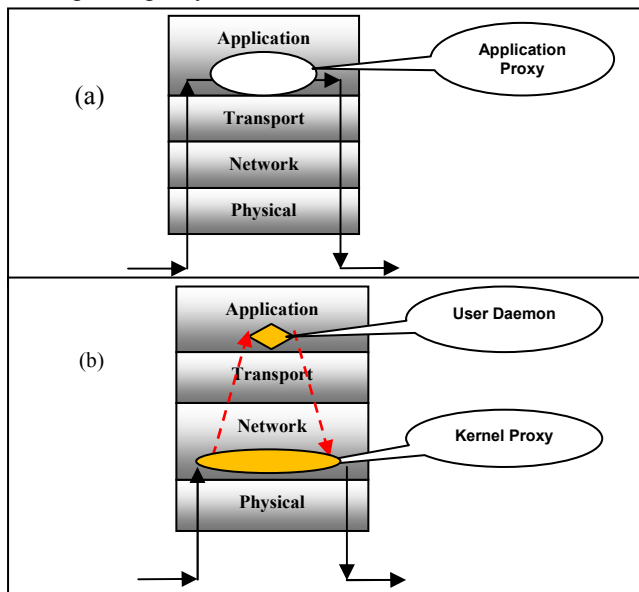 Application
Application
Proxy
(a)
Transport
Network
Physical
Application
User Daemon
(b)
Transport
Network
Kernel Proxy
Physical